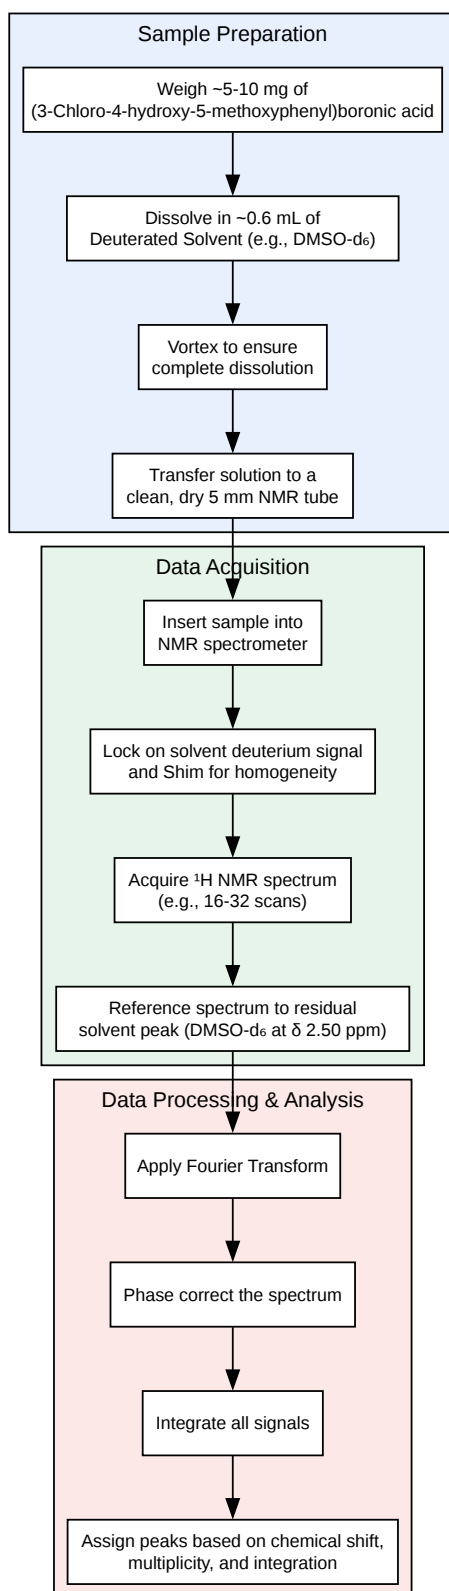 Sample Preparation
Weigh ~5-10 mg of
(3-Chloro-4-hydroxy-5-methoxyphenyl)boronic acid
Dissolve in ~0.6 mL of
Deuterated Solvent (e.g., DMSO-d₆)
Vortex to ensure
complete dissolution
Transfer solution to a
clean, dry 5 mm NMR tube
Data Acquisition
Insert sample into
NMR spectrometer
Lock on solvent deuterium signal
and Shim for homogeneity
Acquire ¹H NMR spectrum
(e.g., 16-32 scans)
Reference spectrum to residual
solvent peak (DMSO-d₆ at δ 2.50 ppm)
Data Processing & Analysis
Apply Fourier Transform
Phase correct the spectrum
Integrate all signals
Assign peaks based on chemical shift,
multiplicity, and integration